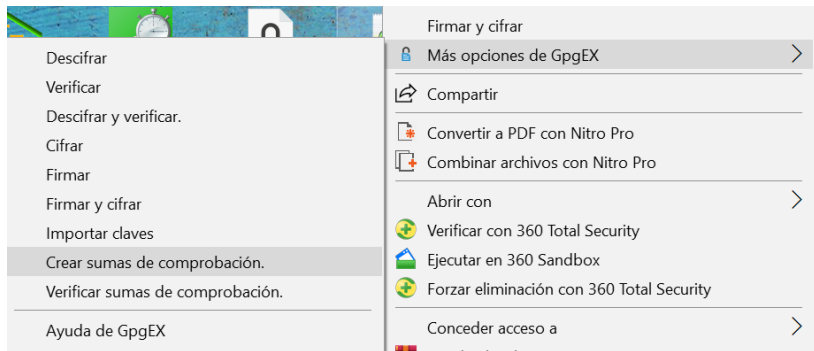 Firmar y cifrar
Más opciones de GpgEX
Compartir
Convertir a PDF con Nitro Pro
Combinar archivos con Nitro Pro
Abrir con
Verificar con 360 Total Security
Ejecutar en 360 Sandbox
Forzar eliminación con 360 Total Security
Conceder acceso a
Descifrar
Verificar
Descifrar y verificar.
Cifrar
Firmar
Firmar y cifrar
Importar claves
Crear sumas de comprobación.
Verificar sumas de comprobación.
Ayuda de GpgEX